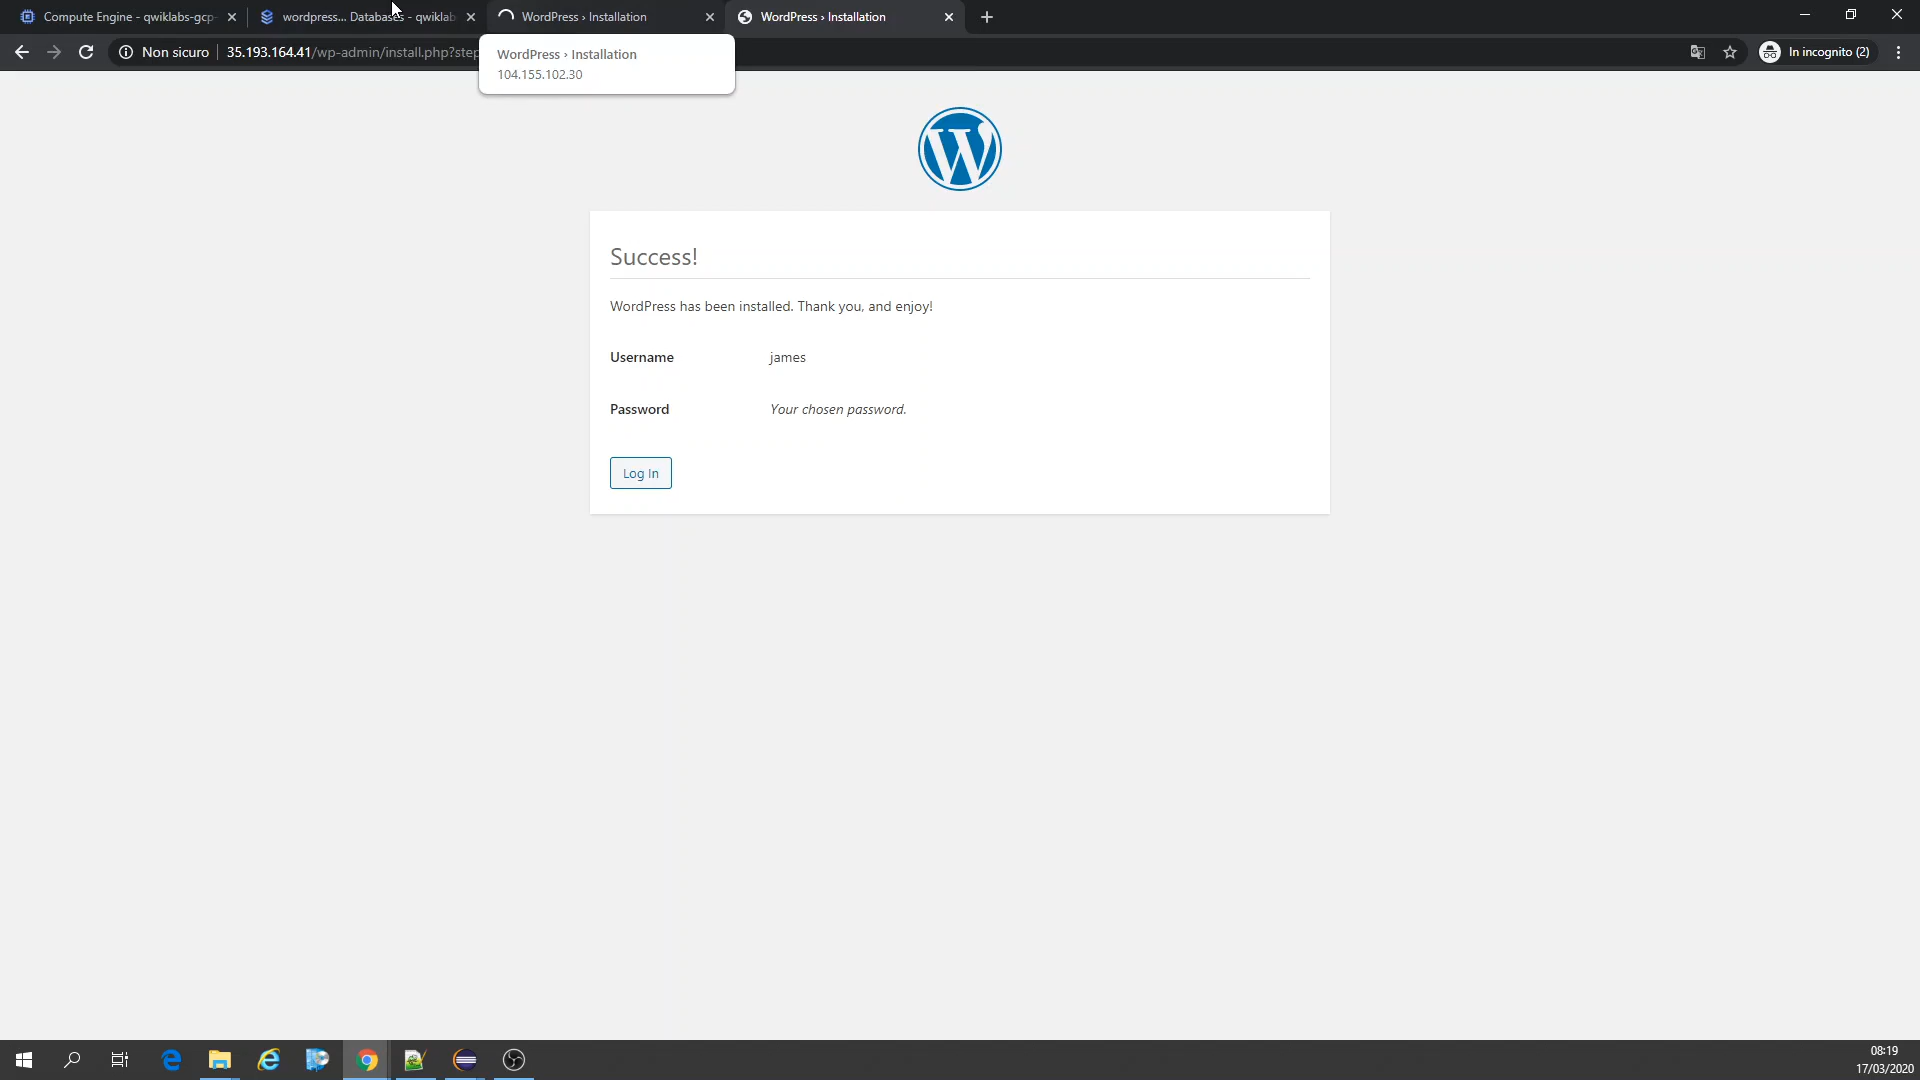 Compute Engine - qwiklabs-gcp-
wordpress... Databases - qwiklab
WordPress › Installation
WordPress › Installation
Non sicuro
35.193.164.41/wp-admin/install.php?step
In incognito (2)
WordPress › Installation
104.155.102.30
Success!
WordPress has been installed. Thank you, and enjoy!
Username james
Password Your chosen password.
Log In
08:19
17/03/2020